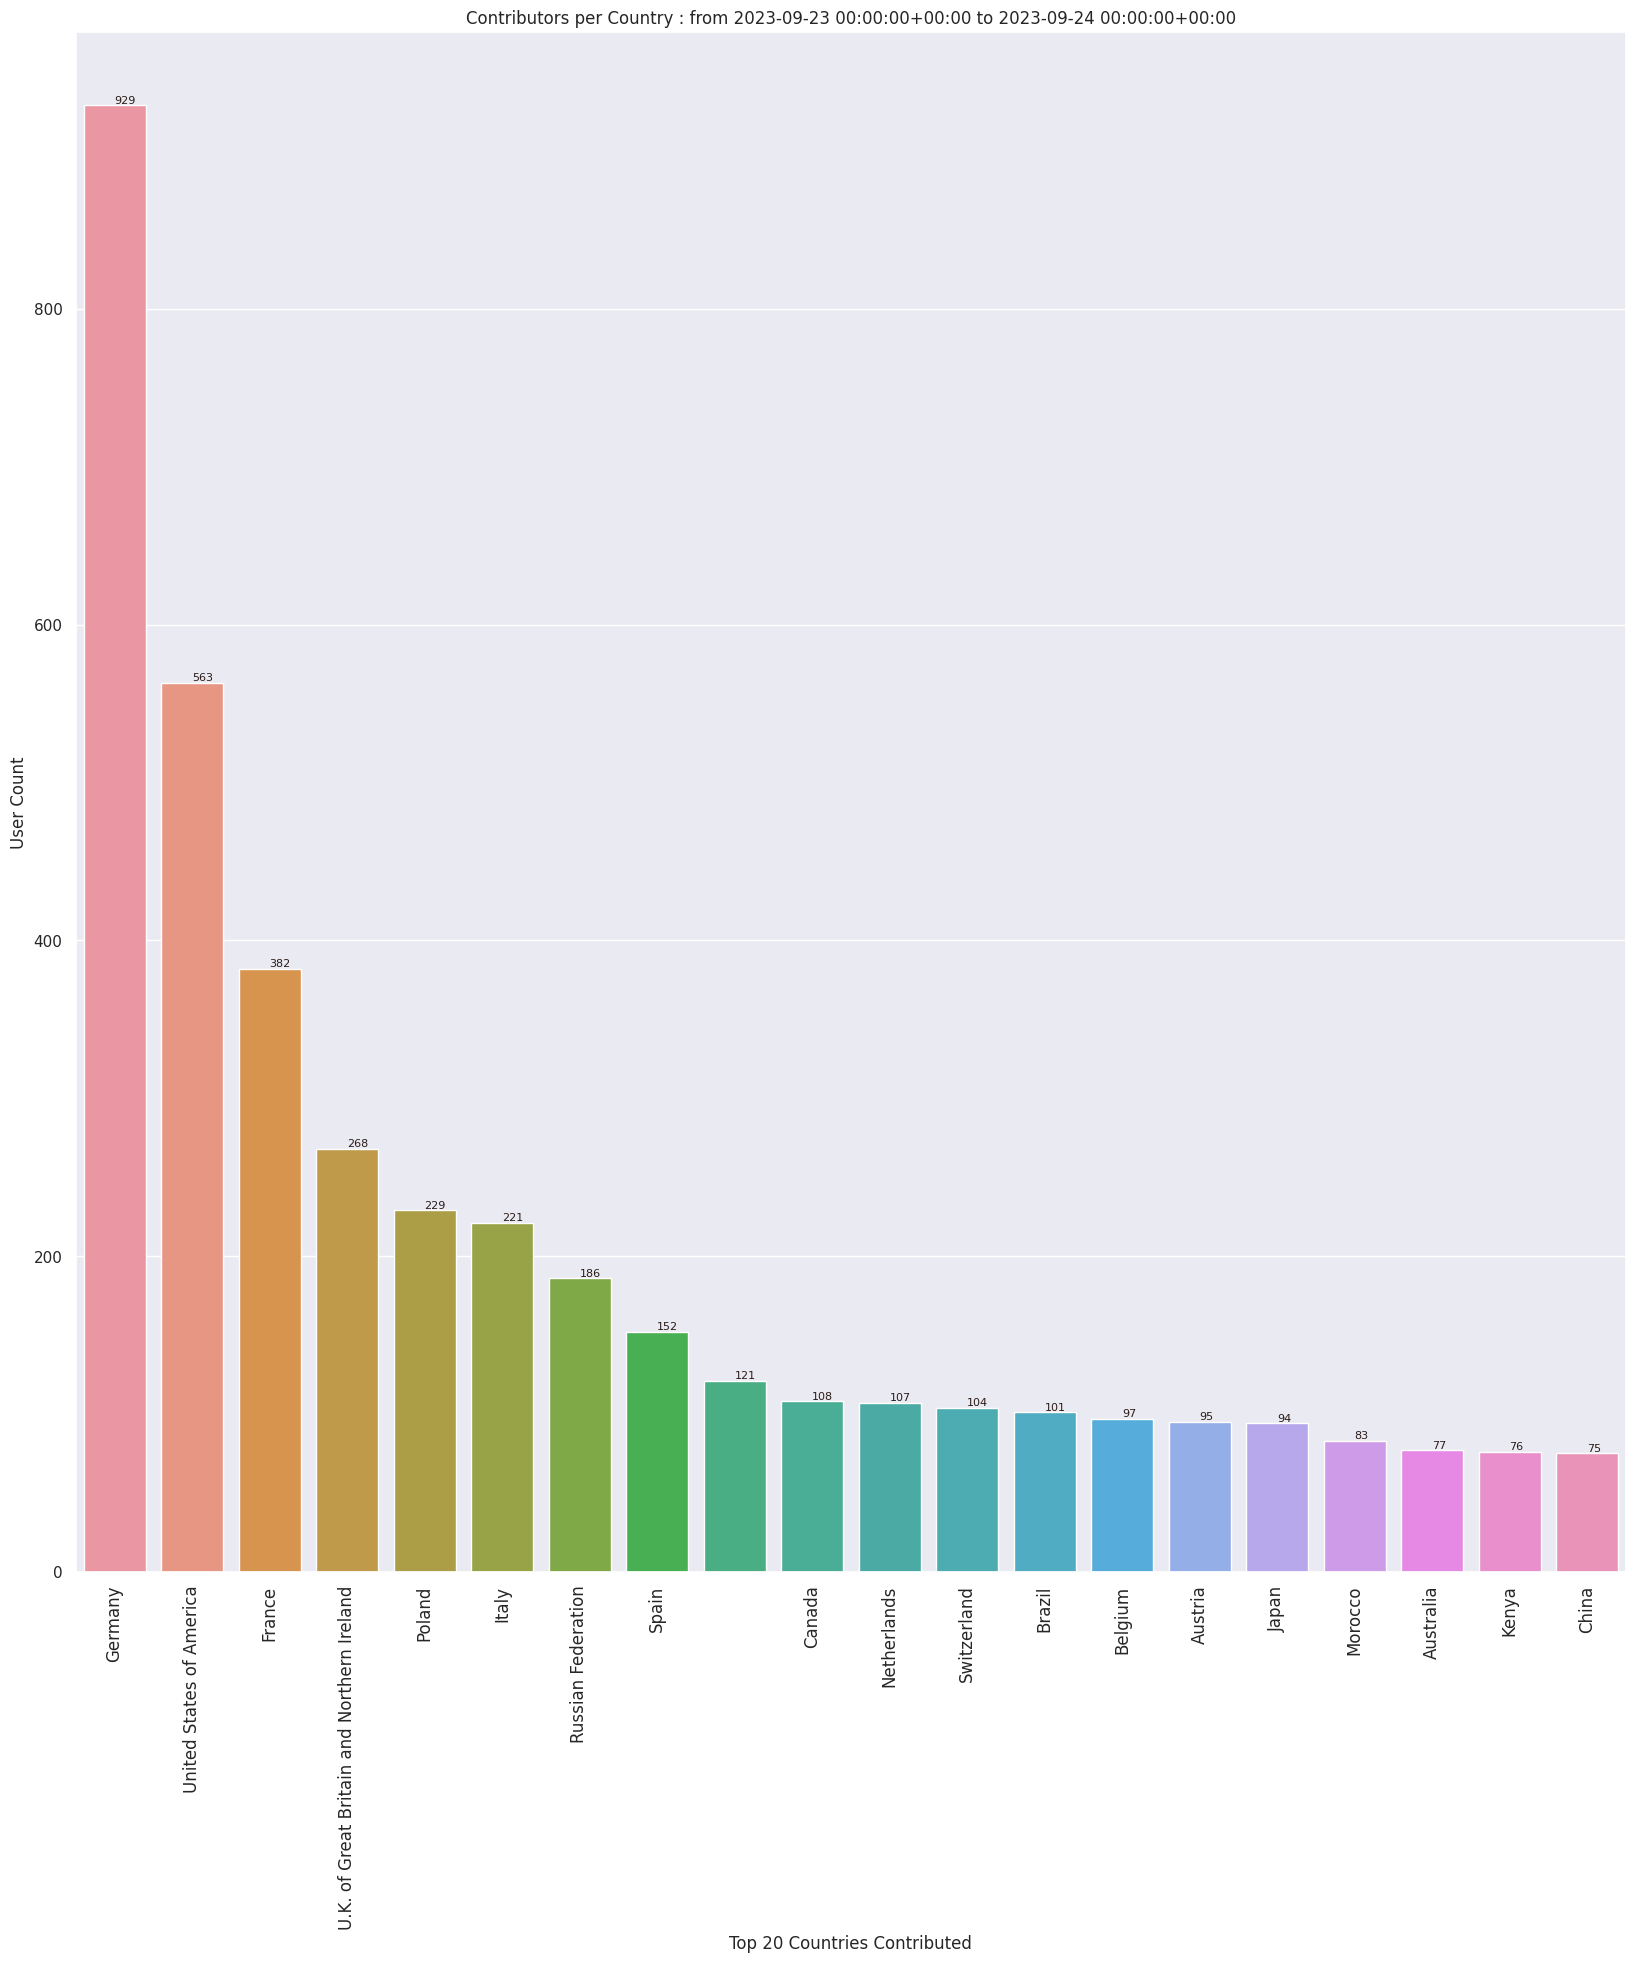 Contributors per Country : from 2023-09-23 00:00:00+00:00 to 2023-09-24 00:00:00+00:00
User Count
800
600
400
200
0
929
563
382
268
229
221
186
152
121
108
107
104
101
97
95
94
83
77
76
75
Germany
United States of America
France
U.K. of Great Britain and Northern Ireland
Poland
Italy
Russian Federation
Spain
Canada
Netherlands
Switzerland
Brazil
Belgium
Austria
Japan
Morocco
Australia
Kenya
China
Top 20 Countries Contributed